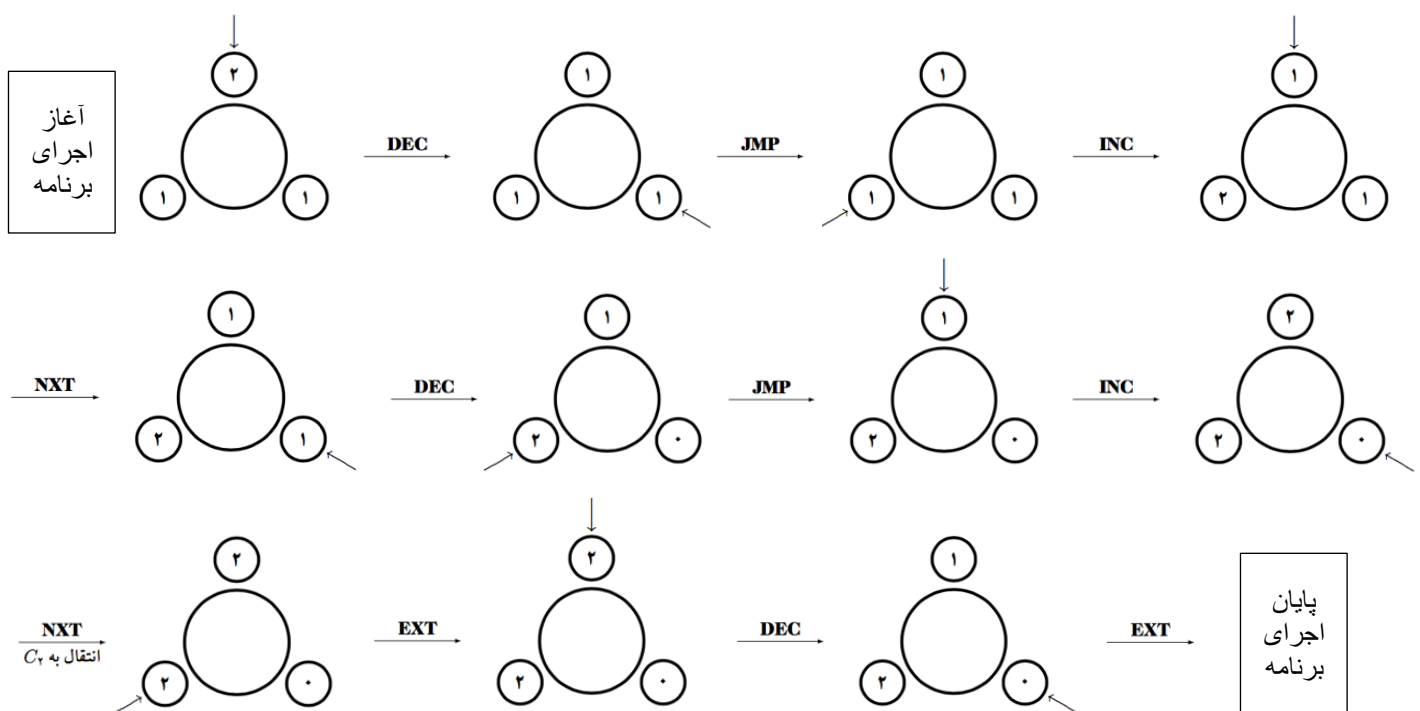 آغاز
اجرای
برنامه
۲
۱ ۱
DEC
۱
۱ ۱
JMP
۱
۱ ۱
INC
۱
۲ ۱
NXT
۱
۲ ۱
DEC
۱
۲ ۰
JMP
۱
۲ ۰
INC
۲
۲ ۰
NXT
انتقال به C۲
۲
۲ ۰
EXT
۲
۲ ۰
DEC
۱
۲ ۰
EXT
پایان
اجرای
برنامه